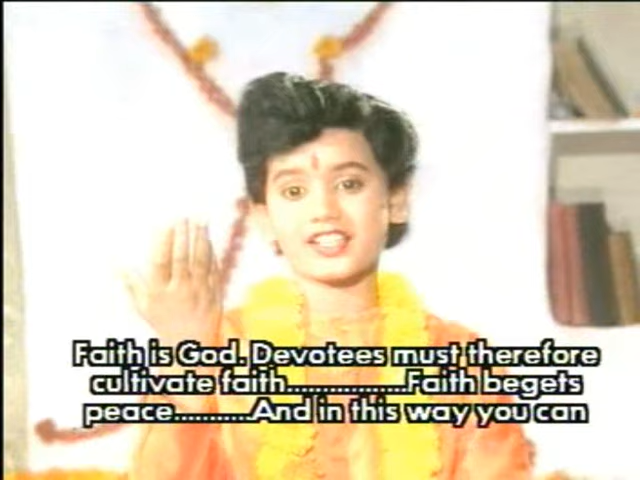 Faith is God. Devotees must therefore
cultivate faith.................Faith begets
peace...........And in this way you can